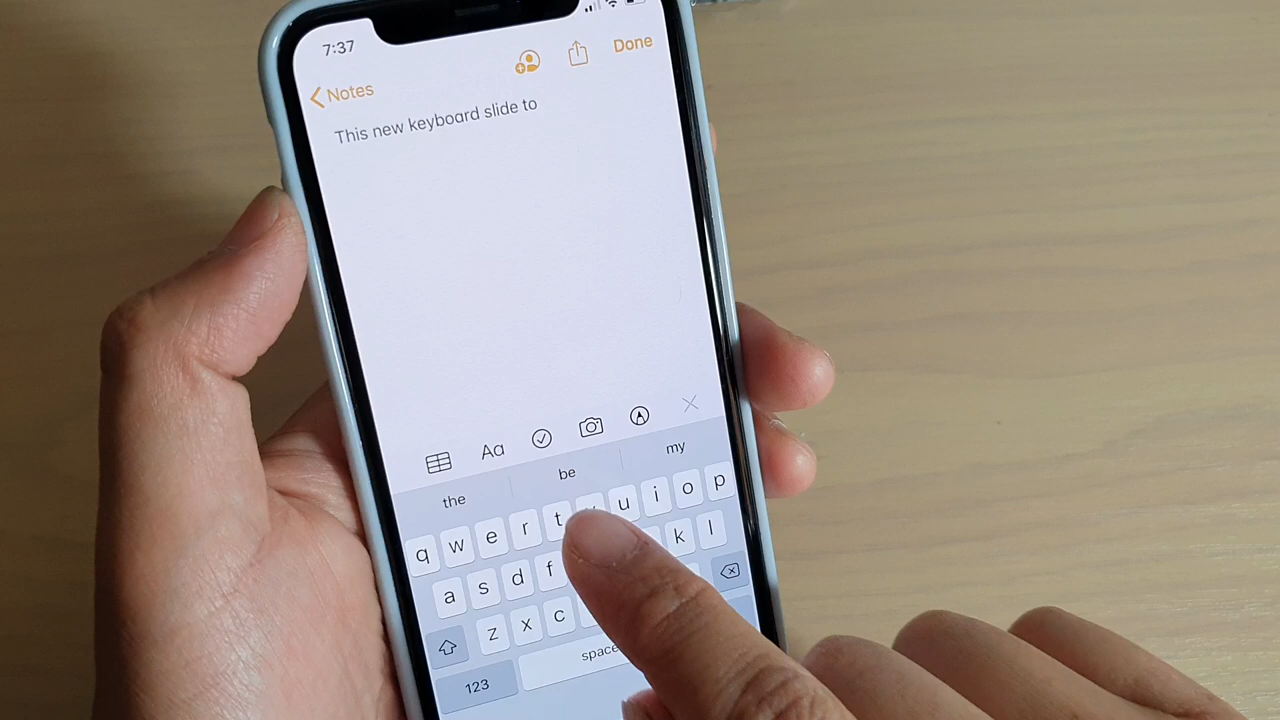 7:37
Notes
Done
This new keyboard slide to
Aa
the be my
q w e r t y u i o p
a s d f k l
z x c
123 space